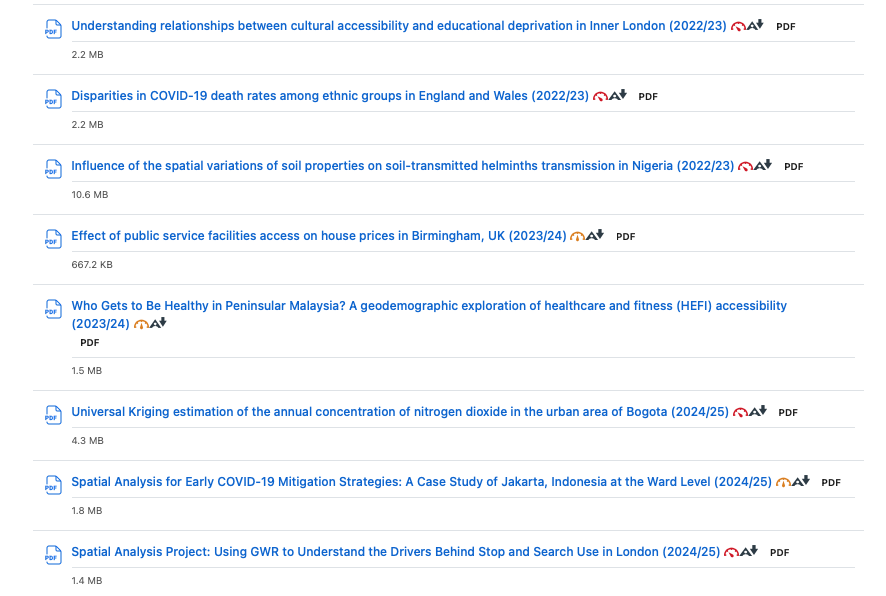 Understanding relationships between cultural accessibility and educational deprivation in Inner London (2022/23) PDF
PDF
2.2 MB
Disparities in COVID-19 death rates among ethnic groups in England and Wales (2022/23) PDF
PDF
2.2 MB
Influence of the spatial variations of soil properties on soil-transmitted helminths transmission in Nigeria (2022/23) PDF
PDF
10.6 MB
Effect of public service facilities access on house prices in Birmingham, UK (2023/24) PDF
PDF
667.2 KB
Who Gets to Be Healthy in Peninsular Malaysia? A geodemographic exploration of healthcare and fitness (HEFI) accessibility
PDF
(2023/24)
PDF
1.5 MB
Universal Kriging estimation of the annual concentration of nitrogen dioxide in the urban area of Bogota (2024/25) PDF
PDF
4.3 MB
Spatial Analysis for Early COVID-19 Mitigation Strategies: A Case Study of Jakarta, Indonesia at the Ward Level (2024/25) PDF
PDF
1.8 MB
Spatial Analysis Project: Using GWR to Understand the Drivers Behind Stop and Search Use in London (2024/25) PDF
PDF
1.4 MB